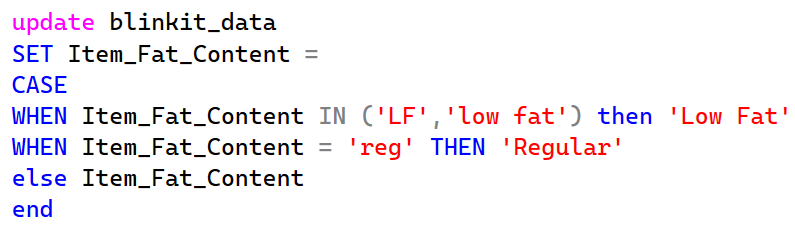 update blinkit_data
SET Item_Fat_Content =
CASE
WHEN Item_Fat_Content IN ('LF','low fat') then 'Low Fat'
WHEN Item_Fat_Content = 'reg' THEN 'Regular'
else Item_Fat_Content
end